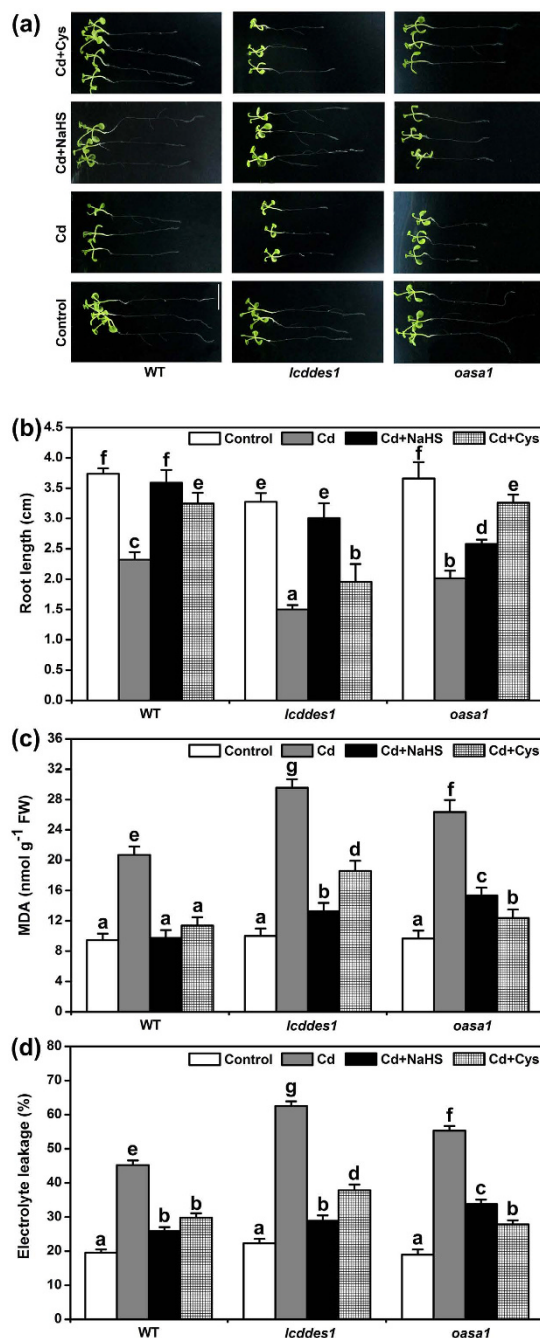 (a)
Cd+Cys
Cd+NaHS
Cd
Control
WT lcddes1 oasa1
(b)
Control Cd Cd+NaHS Cd+Cys
Root length (cm)
4.5
4.0
3.5
3.0
2.5
2.0
1.5
1.0
0.5
0.0
f c f e
e a e b
f b d e
WT lcddes1 oasa1
(c)
Control Cd Cd+NaHS Cd+Cys
MDA (nmol g⁻¹ FW)
36
32
28
24
20
16
12
8
4
0
a e a a
a g b d
a f c b
WT lcddes1 oasa1
(d)
Control Cd Cd+NaHS Cd+Cys
Electrolyte leakage (%)
80
70
60
50
40
30
20
10
0
a e b b
a g b d
a f c b
WT lcddes1 oasa1